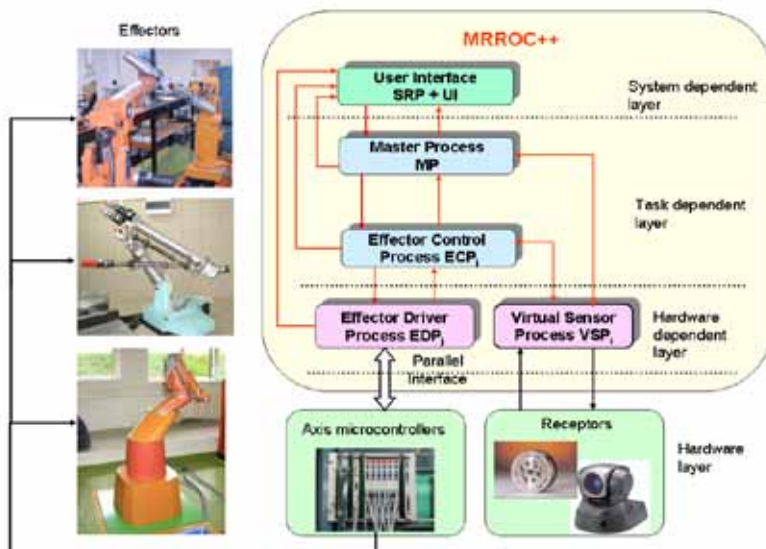 Effectors
MRROC++
User Interface
SRP + UI
System dependent
layer
Master Process
MP
Task dependent
layer
Effector Control
Process ECPj
Effector Driver
Process EDPj
Virtual Sensor
Process VSPi
Hardware
dependent
layer
Parallel
Interface
Axis microcontrollers
Receptors
Hardware
layer